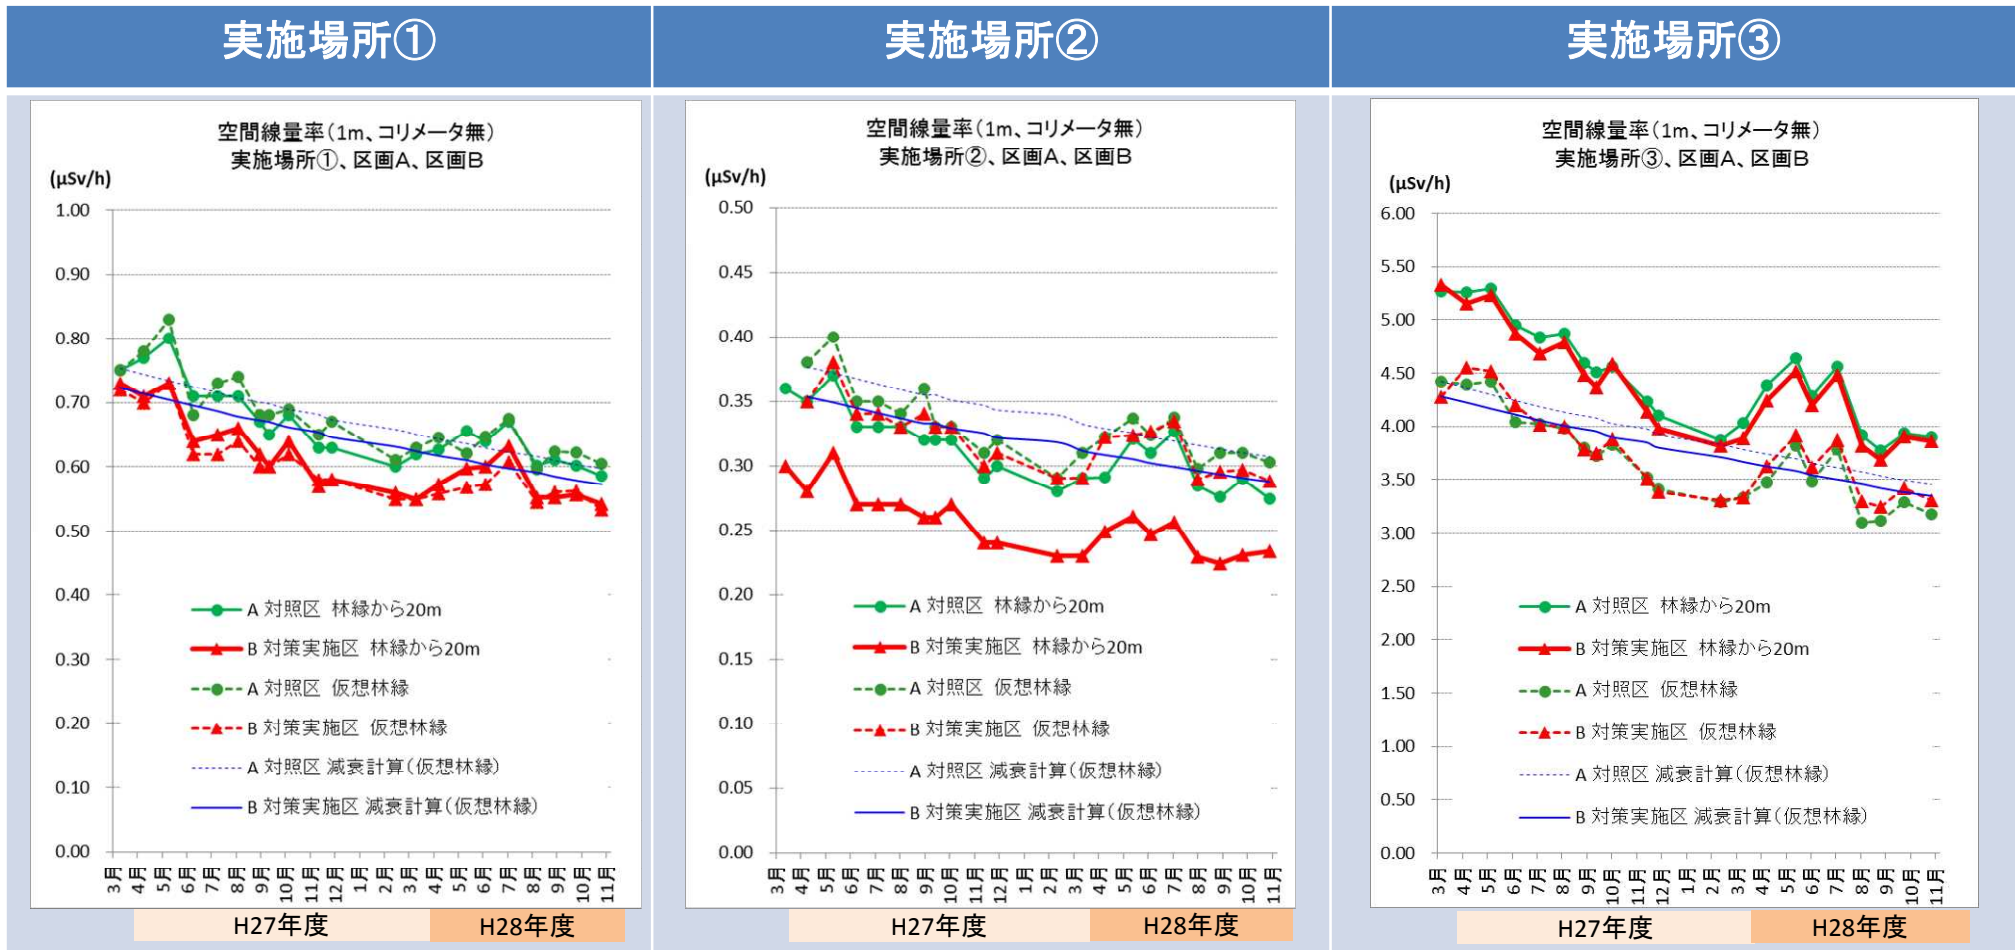 実施場所①
実施場所②
実施場所③
空間線量率(1m、コリメータ無)
実施場所①、区画A、区画B
(μSv/h)
1.00
0.90
0.80
0.70
0.60
0.50
0.40
0.30
0.20
0.10
0.00
A 対照区 林縁から20m
B 対策実施区 林縁から20m
A 対照区 仮想林縁
B 対策実施区 仮想林縁
A 対照区 減衰計算(仮想林縁)
B 対策実施区 減衰計算(仮想林縁)
3月 4月 5月 6月 7月 8月 9月 10月 11月 12月 1月 2月 3月 4月 5月 6月 7月 8月 9月 10月 11月
H27年度 H28年度
空間線量率(1m、コリメータ無)
実施場所②、区画A、区画B
(μSv/h)
0.50
0.45
0.40
0.35
0.30
0.25
0.20
0.15
0.10
0.05
0.00
A 対照区 林縁から20m
B 対策実施区 林縁から20m
A 対照区 仮想林縁
B 対策実施区 仮想林縁
A 対照区 減衰計算(仮想林縁)
B 対策実施区 減衰計算(仮想林縁)
3月 4月 5月 6月 7月 8月 9月 10月 11月 12月 1月 2月 3月 4月 5月 6月 7月 8月 9月 10月 11月
H27年度 H28年度
空間線量率(1m、コリメータ無)
実施場所③、区画A、区画B
(μSv/h)
6.00
5.50
5.00
4.50
4.00
3.50
3.00
2.50
2.00
1.50
1.00
0.50
0.00
A 対照区 林縁から20m
B 対策実施区 林縁から20m
A 対照区 仮想林縁
B 対策実施区 仮想林縁
A 対照区 減衰計算(仮想林縁)
B 対策実施区 減衰計算(仮想林縁)
3月 4月 5月 6月 7月 8月 9月 10月 11月 12月 1月 2月 3月 4月 5月 6月 7月 8月 9月 10月 11月
H27年度 H28年度